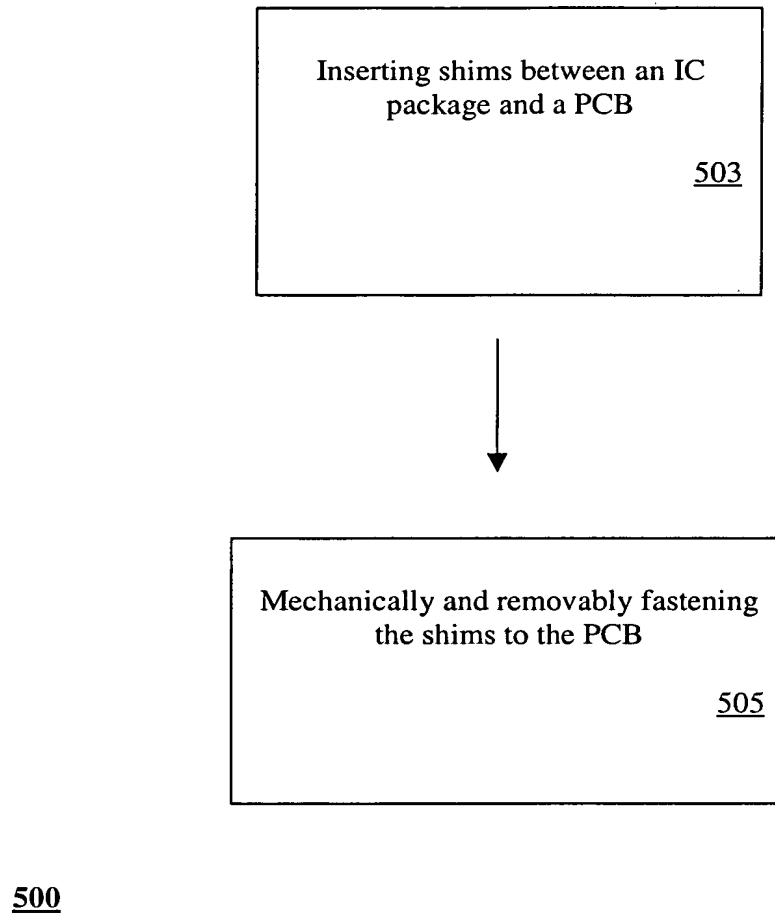 Inserting shims between an IC
package and a PCB
503
Mechanically and removably fastening
the shims to the PCB
505
500